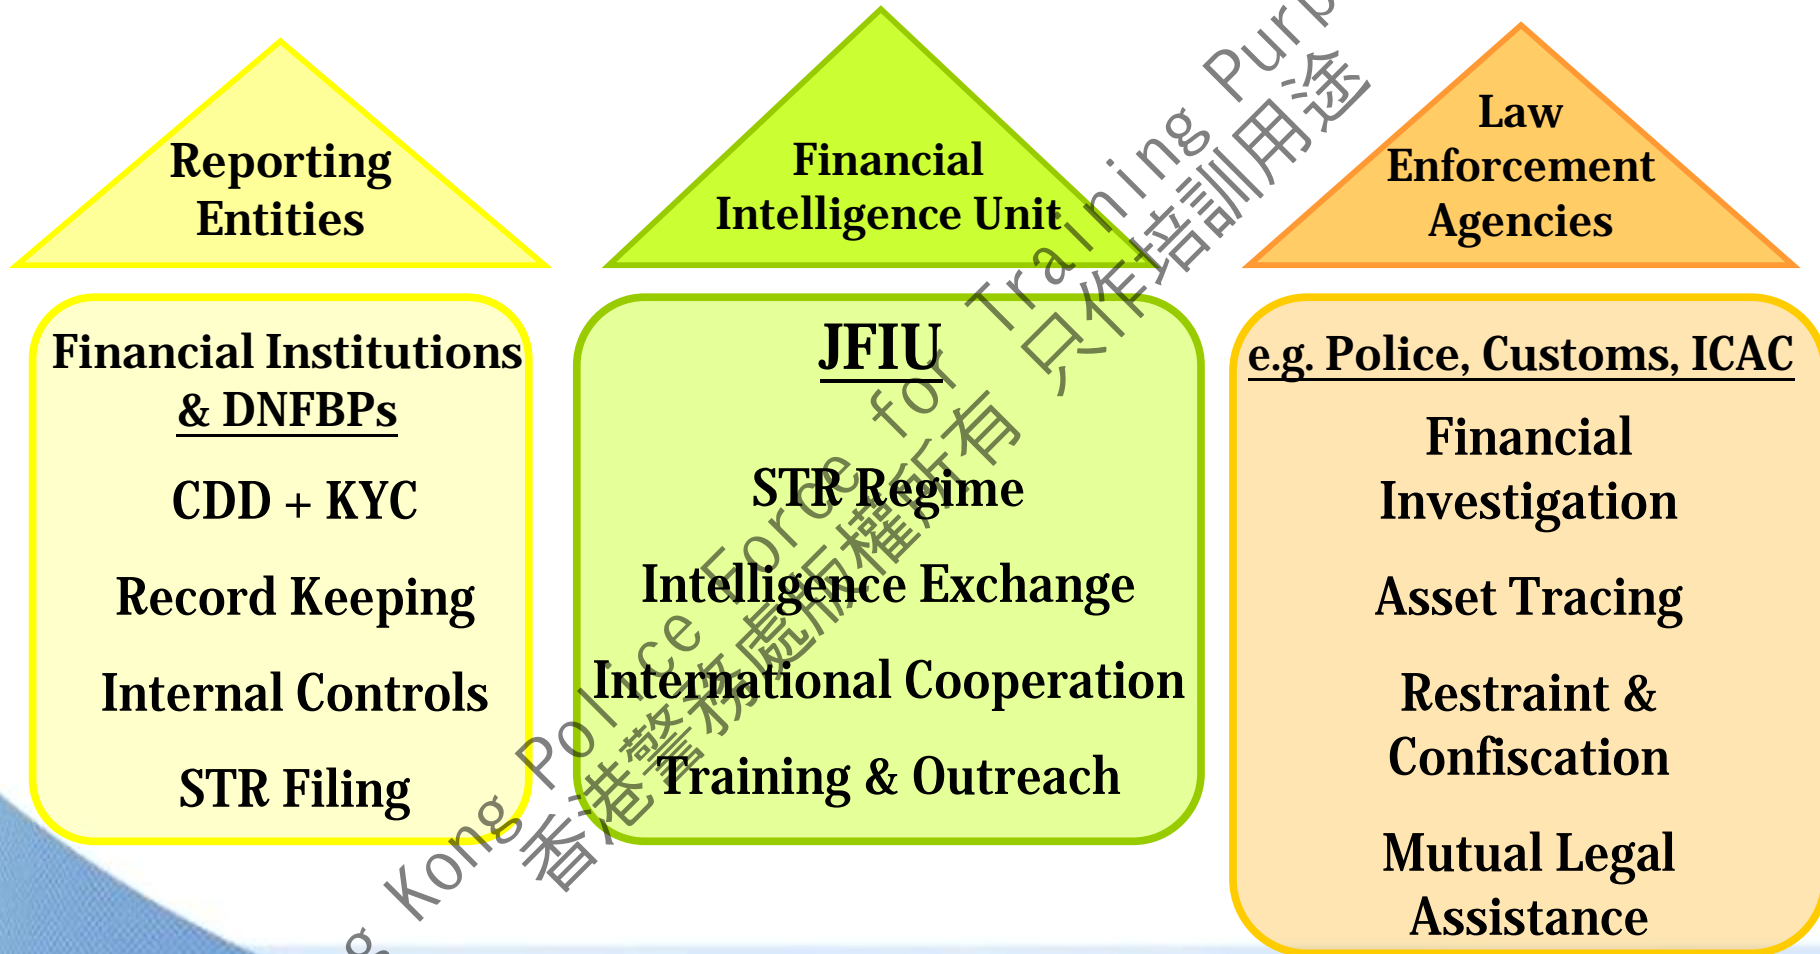 Reporting
Entities
Financial Institutions
& DNFBPs
CDD + KYC
Record Keeping
Internal Controls
STR Filing
Financial
Intelligence Unit
JFIU
STR Regime
Intelligence Exchange
International Cooperation
Training & Outreach
Law
Enforcement
Agencies
e.g. Police, Customs, ICAC
Financial
Investigation
Asset Tracing
Restraint &
Confiscation
Mutual Legal
Assistance
Kong Police Force for Training
香港警務處版權所有 只作培訓用途